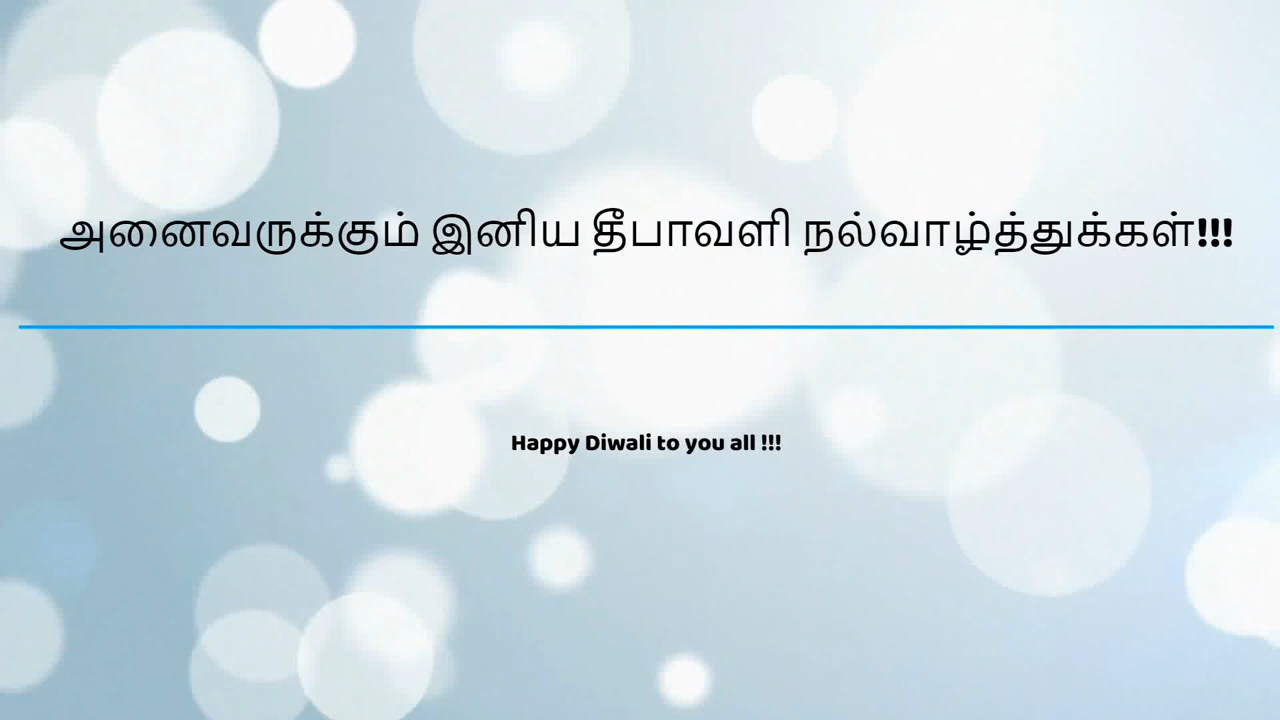 அனைவருக்கும் இனிய தீபாவளி நல்வாழ்த்துக்கள்!!!
Happy Diwali to you all !!!